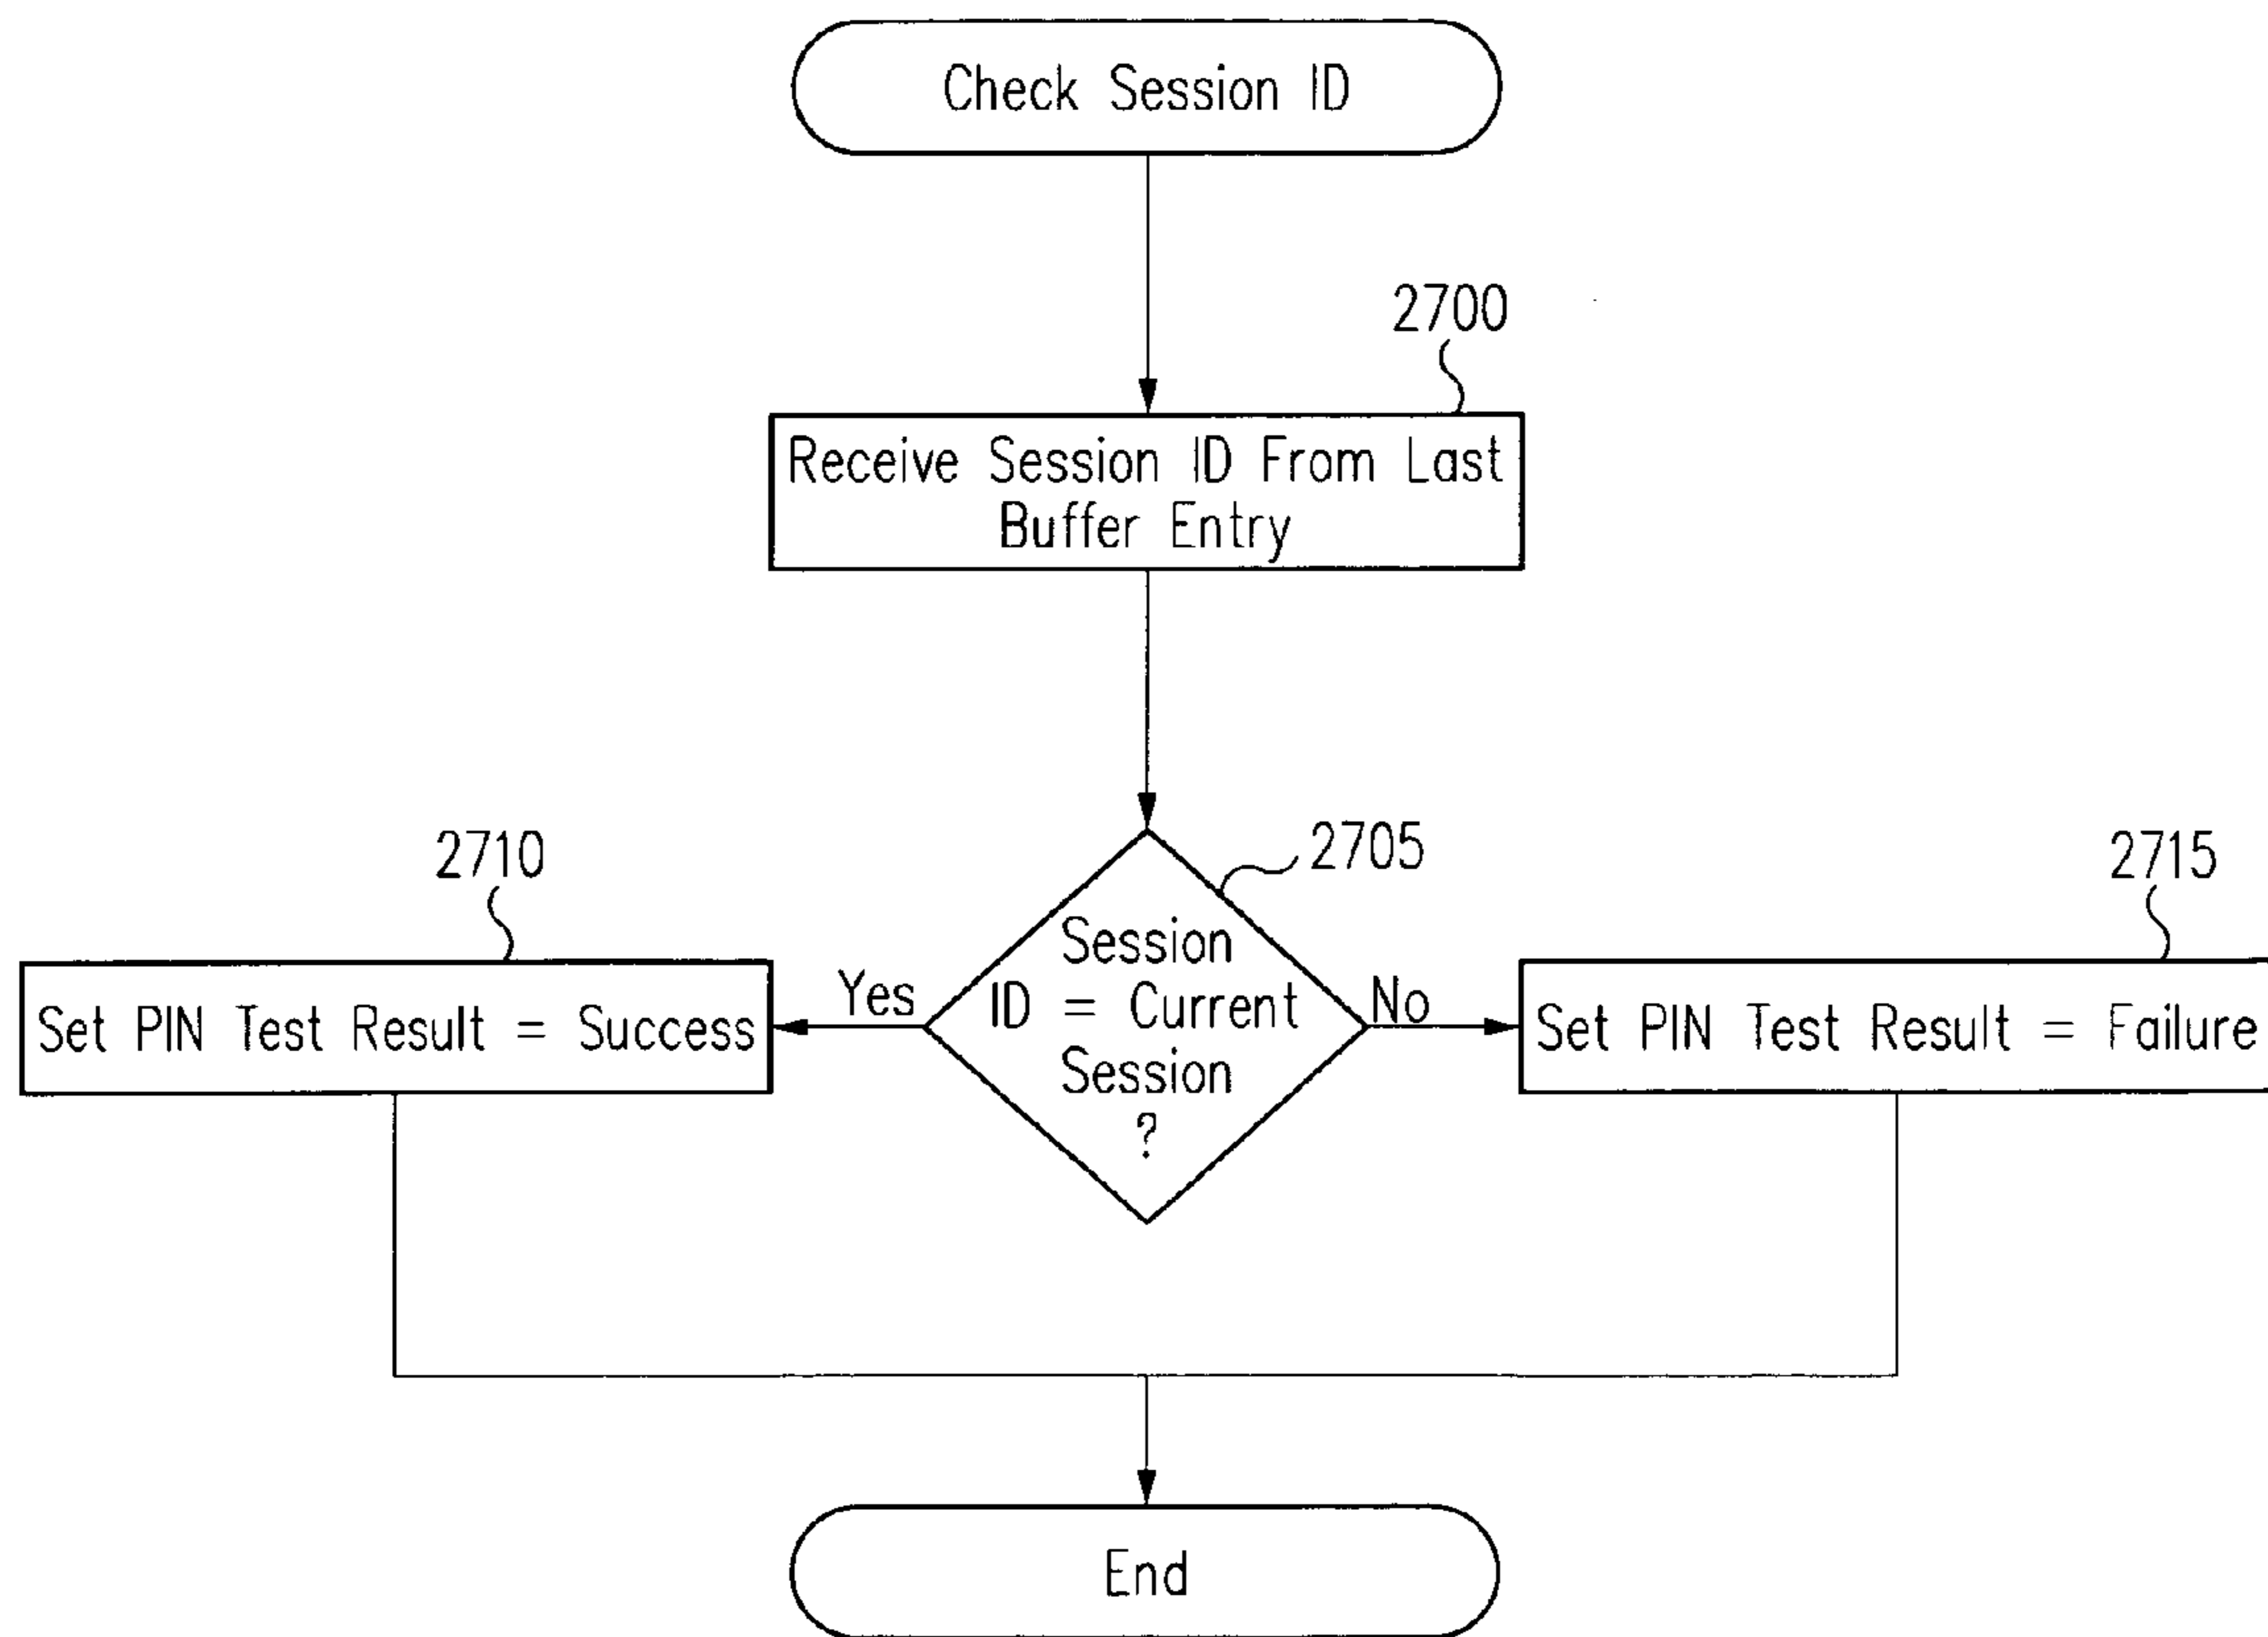 Check Session ID
2700
Receive Session ID From Last
Buffer Entry
2710
2705
2715
Session
ID = Current
Session
?
Yes
No
Set PIN Test Result = Success
Set PIN Test Result = Failure
End